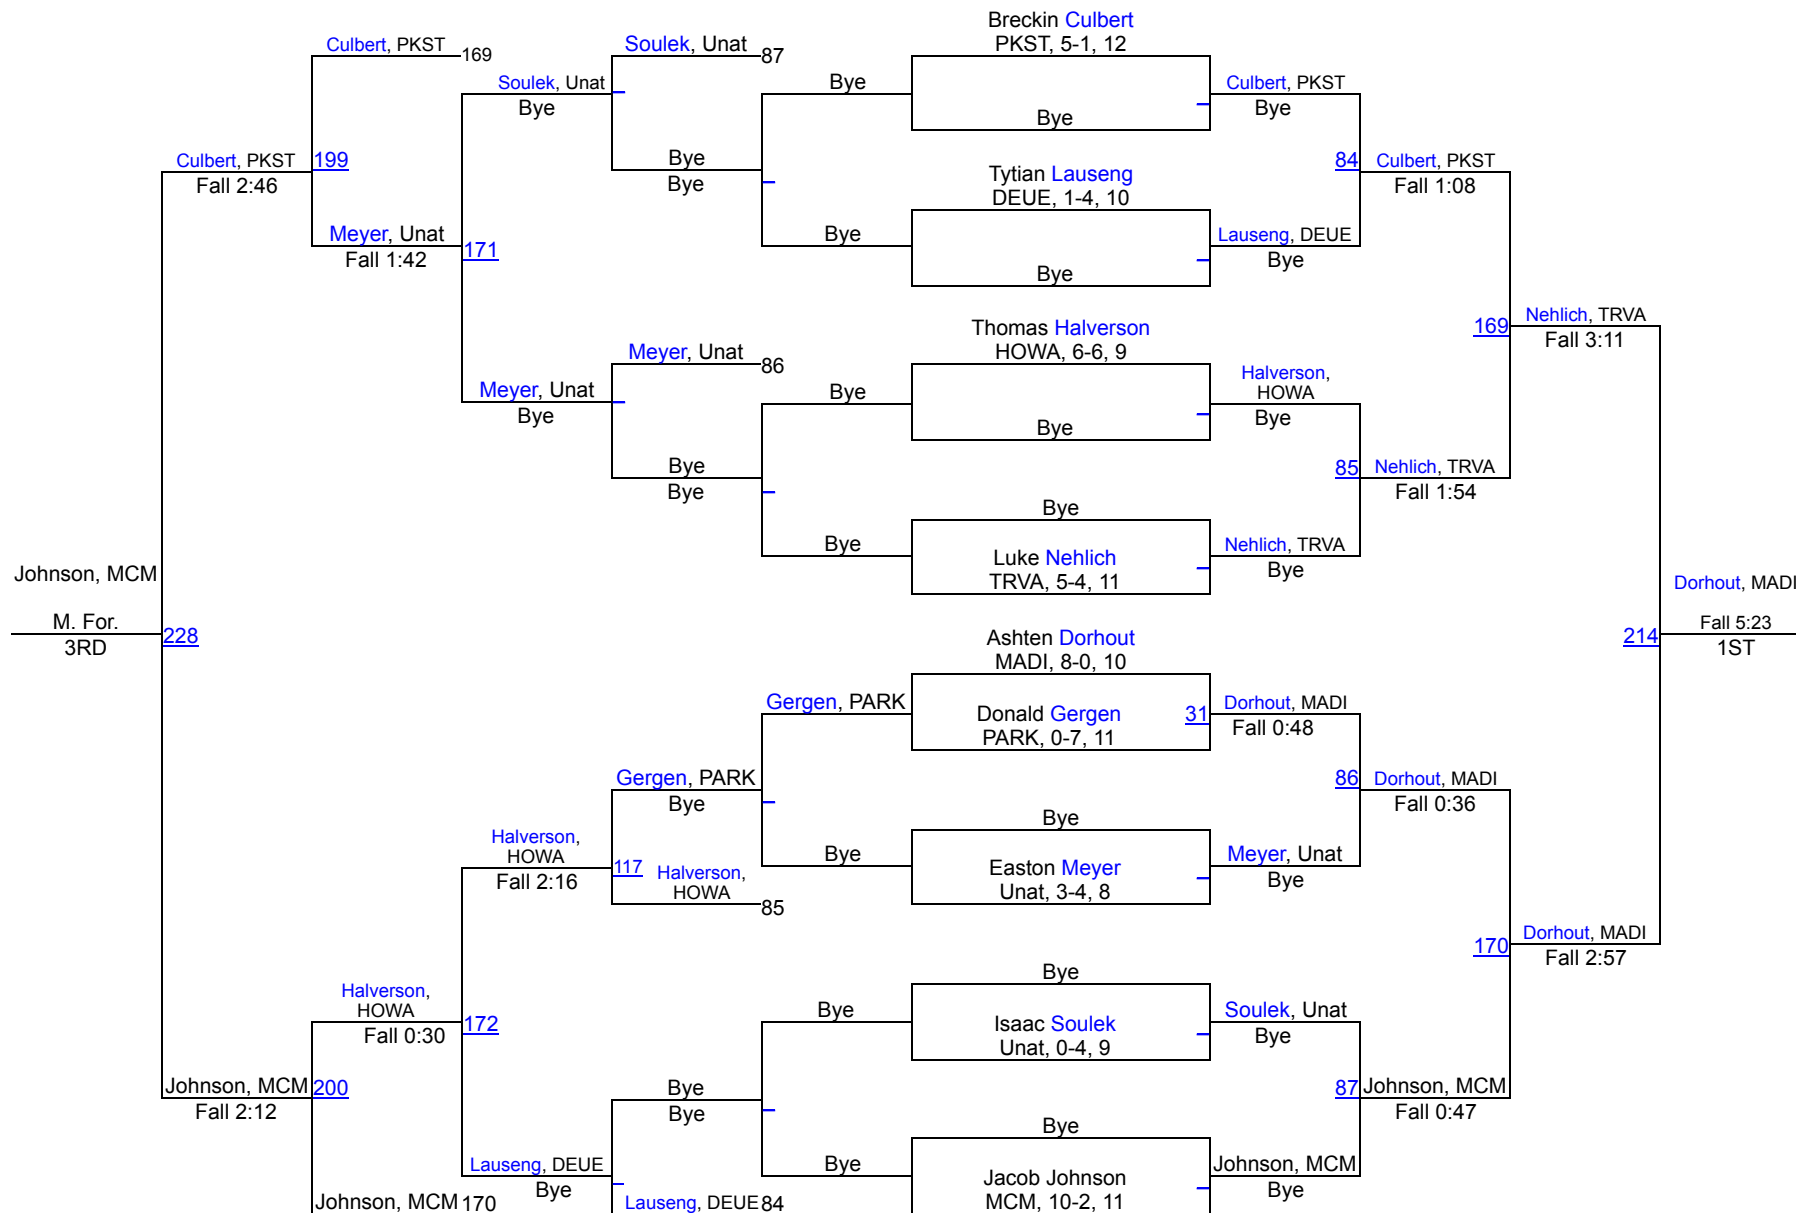 Breckin Culbert
PKST, 5-1, 12
Culbert, PKST
169
Soulek, Unat
87
Soulek, Unat
Bye
Bye
Bye
Culbert, PKST
Bye
Culbert, PKST
Fall 2:46
199
Bye
Bye
Tytian Lauseng
DEUE, 1-4, 10
84
Culbert, PKST
Fall 1:08
Meyer, Unat
Fall 1:42
171
Bye
Bye
Lauseng, DEUE
Bye
Thomas Halverson
HOWA, 6-6, 9
169
Nehlich, TRVA
Fall 3:11
Meyer, Unat
86
Meyer, Unat
Bye
Bye
Bye
Halverson,
HOWA
Bye
Bye
Bye
85
Nehlich, TRVA
Fall 1:54
Bye
Bye
Luke Nehlich
TRVA, 5-4, 11
Nehlich, TRVA
Bye
Johnson, MCM
M. For.
3RD
228
Dorhout, MADI
Fall 5:23
1ST
214
Ashten Dorhout
MADI, 8-0, 10
Gergen, PARK
Donald Gergen
PARK, 0-7, 11
31
Dorhout, MADI
Fall 0:48
Gergen, PARK
Bye
86
Dorhout, MADI
Fall 0:36
Bye
Halverson,
HOWA
Fall 2:16
117
Halverson,
HOWA
85
Bye
Easton Meyer
Unat, 3-4, 8
Meyer, Unat
Bye
170
Dorhout, MADI
Fall 2:57
Bye
Halverson,
HOWA
Fall 0:30
172
Bye
Isaac Soulek
Unat, 0-4, 9
Soulek, Unat
Bye
Johnson, MCM
Fall 2:12
200
Bye
Bye
87
Johnson, MCM
Fall 0:47
Bye
Lauseng, DEUE
Bye
Bye
Jacob Johnson
MCM, 10-2, 11
Johnson, MCM
Bye
Johnson, MCM
170
Lauseng, DEUE
84